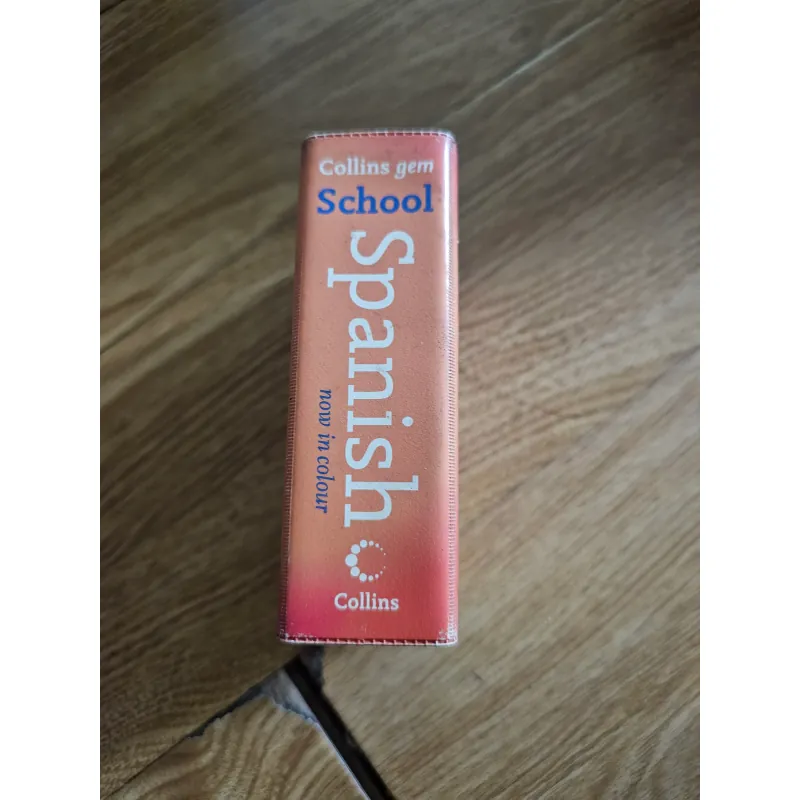 Collins gem
School
Spanish
now in colour
Collins